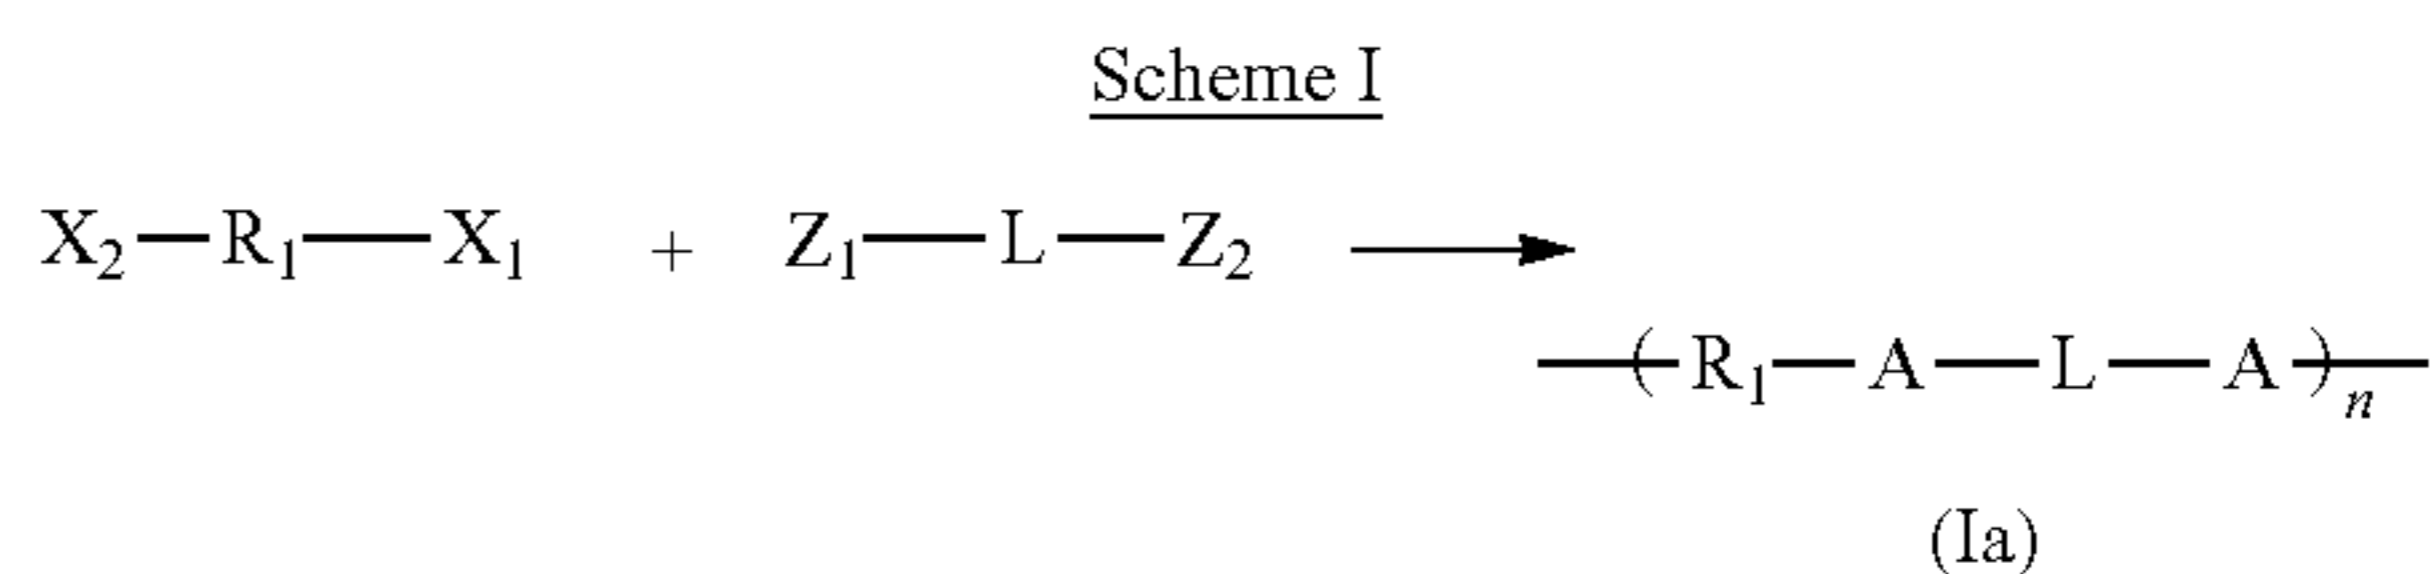 Scheme I
X₂—R₁—X₁ + Z₁—L—Z₂ ⟶
—(R₁—A—L—A)ₙ—
(Ia)